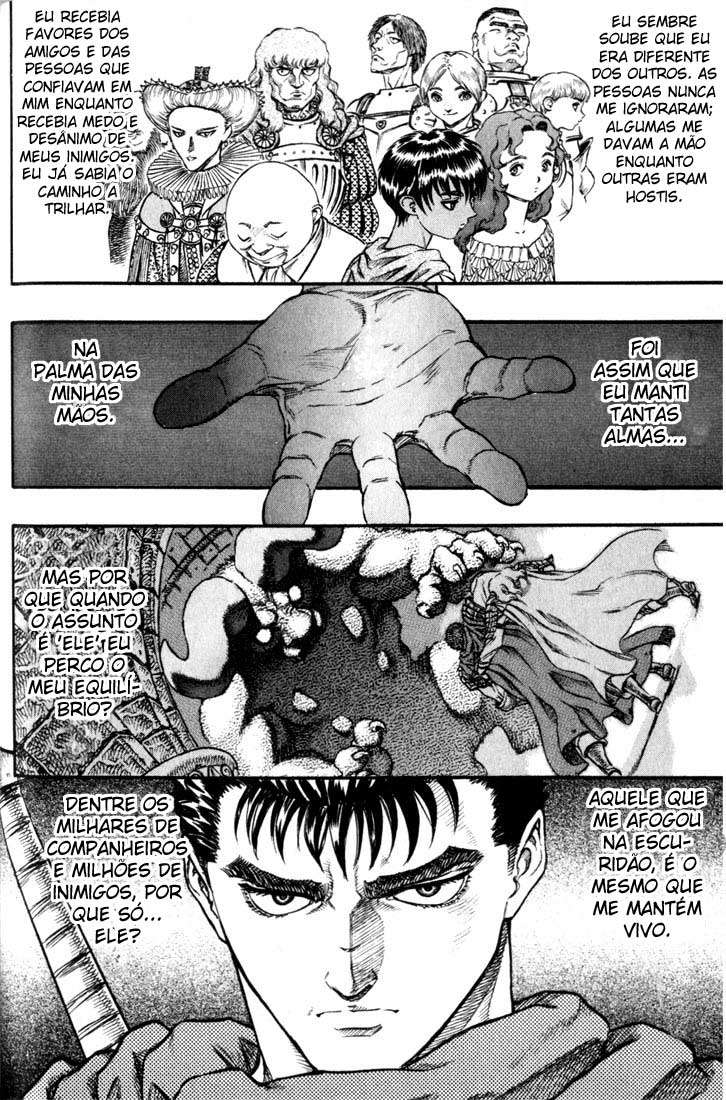 EU SEMBRE
SOUBE QUE EU
ERA DIFERENTE
DOS OUTROS. AS
PESSOAS NUNCA
ME IGNORARAM;
ALGUMAS ME
DAVAM A MÃO
ENQUANTO
OUTRAS ERAM
HOSTIS.
EU RECEBIA
FAVORES DOS
AMIGOS E DAS
PESSOAS QUE
CONFIAVAM EM
MIM ENQUANTO
RECEBIA MEDO E
DESÂNIMO DE
MEUS INIMIGOS.
EU JÁ SABIA O
CAMINHO A
TRILHAR.
FOI
ASSIM QUE
EU MANTI
TANTAS
ALMAS...
NA
PALMA DAS
MINHAS
MÃOS.
MAS POR
QUE QUANDO
O ASSUNTO
É 'ELE' EU
PERCO O
MEU EQUILÍ-
BRIO?
AQUELE QUE
ME AFOGOU
NA ESCU-
RIDÃO, É O
MESMO QUE
ME MANTÉM
VIVO.
DENTRE OS
MILHARES DE
COMPANHEIROS
E MILHÕES DE
INIMIGOS, POR
QUE SÓ...
ELE?